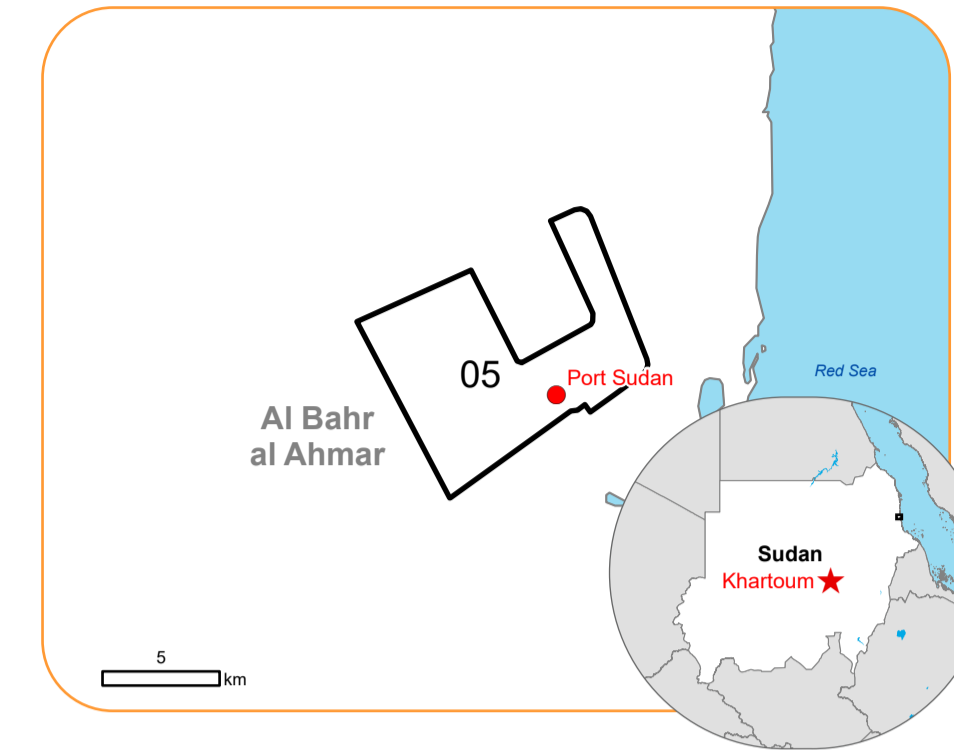 Red Sea
Port Sudan
05
Al Bahr
al Ahmar
Sudan
Khartoum
5
km